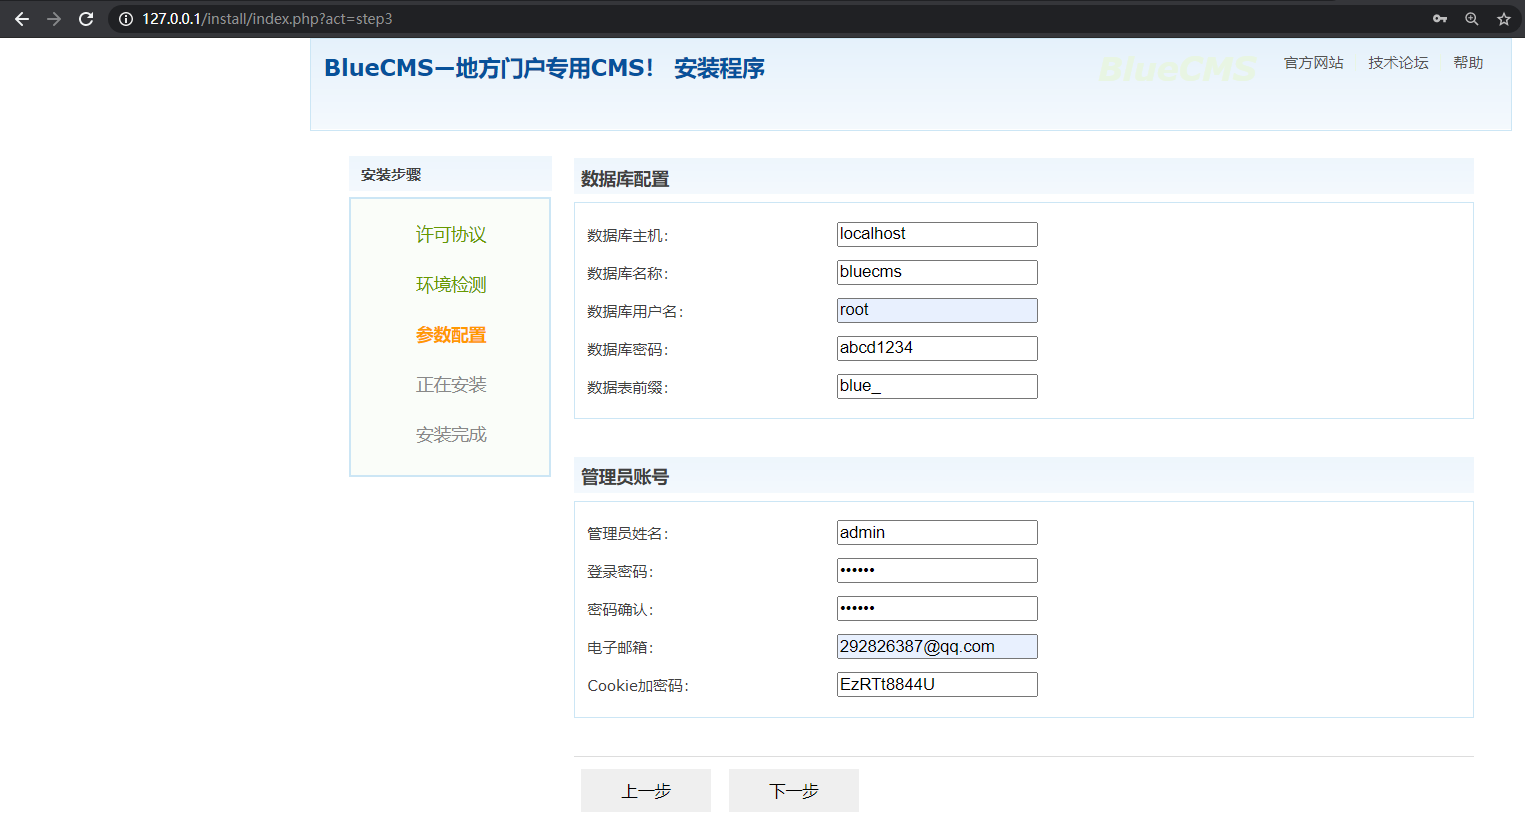 127.0.0.1/install/index.php?act=step3
BlueCMS—地方门户专用CMS! 安装程序
BlueCMS
官方网站 技术论坛 帮助
安装步骤
许可协议
环境检测
参数配置
正在安装
安装完成
数据库配置
数据库主机: localhost
数据库名称: bluecms
数据库用户名: root
数据库密码: abcd1234
数据表前缀: blue_
管理员账号
管理员姓名: admin
登录密码: ••••••
密码确认: ••••••
电子邮箱: 292826387@qq.com
Cookie加密码: EzRTt8844U
上一步 下一步